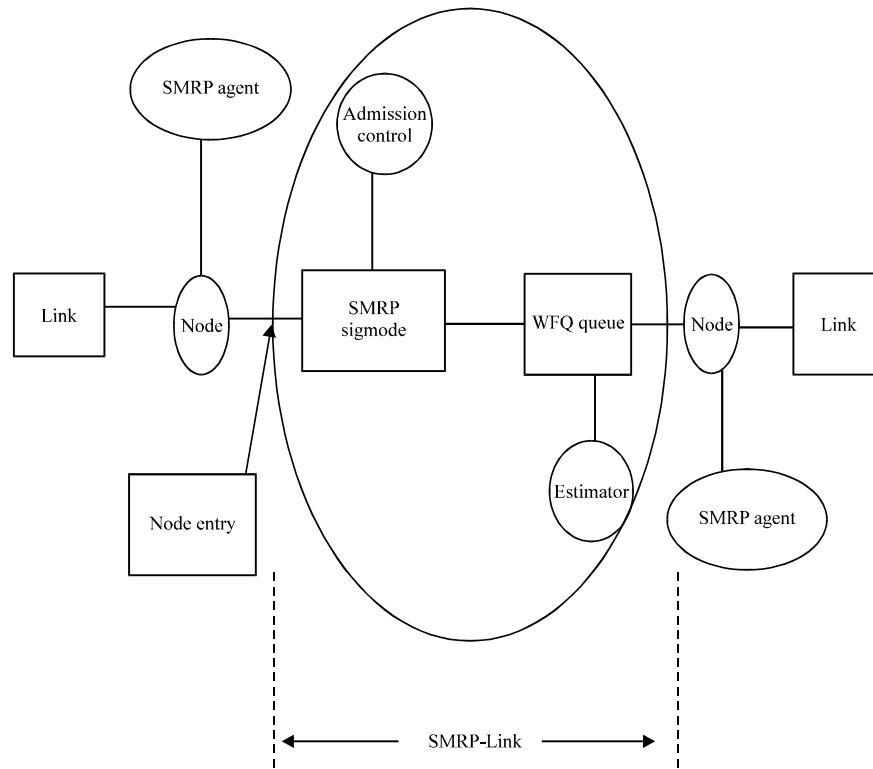 SMRP agent
Admission
control
Link
Node
SMRP
sigmode
WFQ queue
Node
Link
Estimator
Node entry
SMRP agent
SMRP-Link